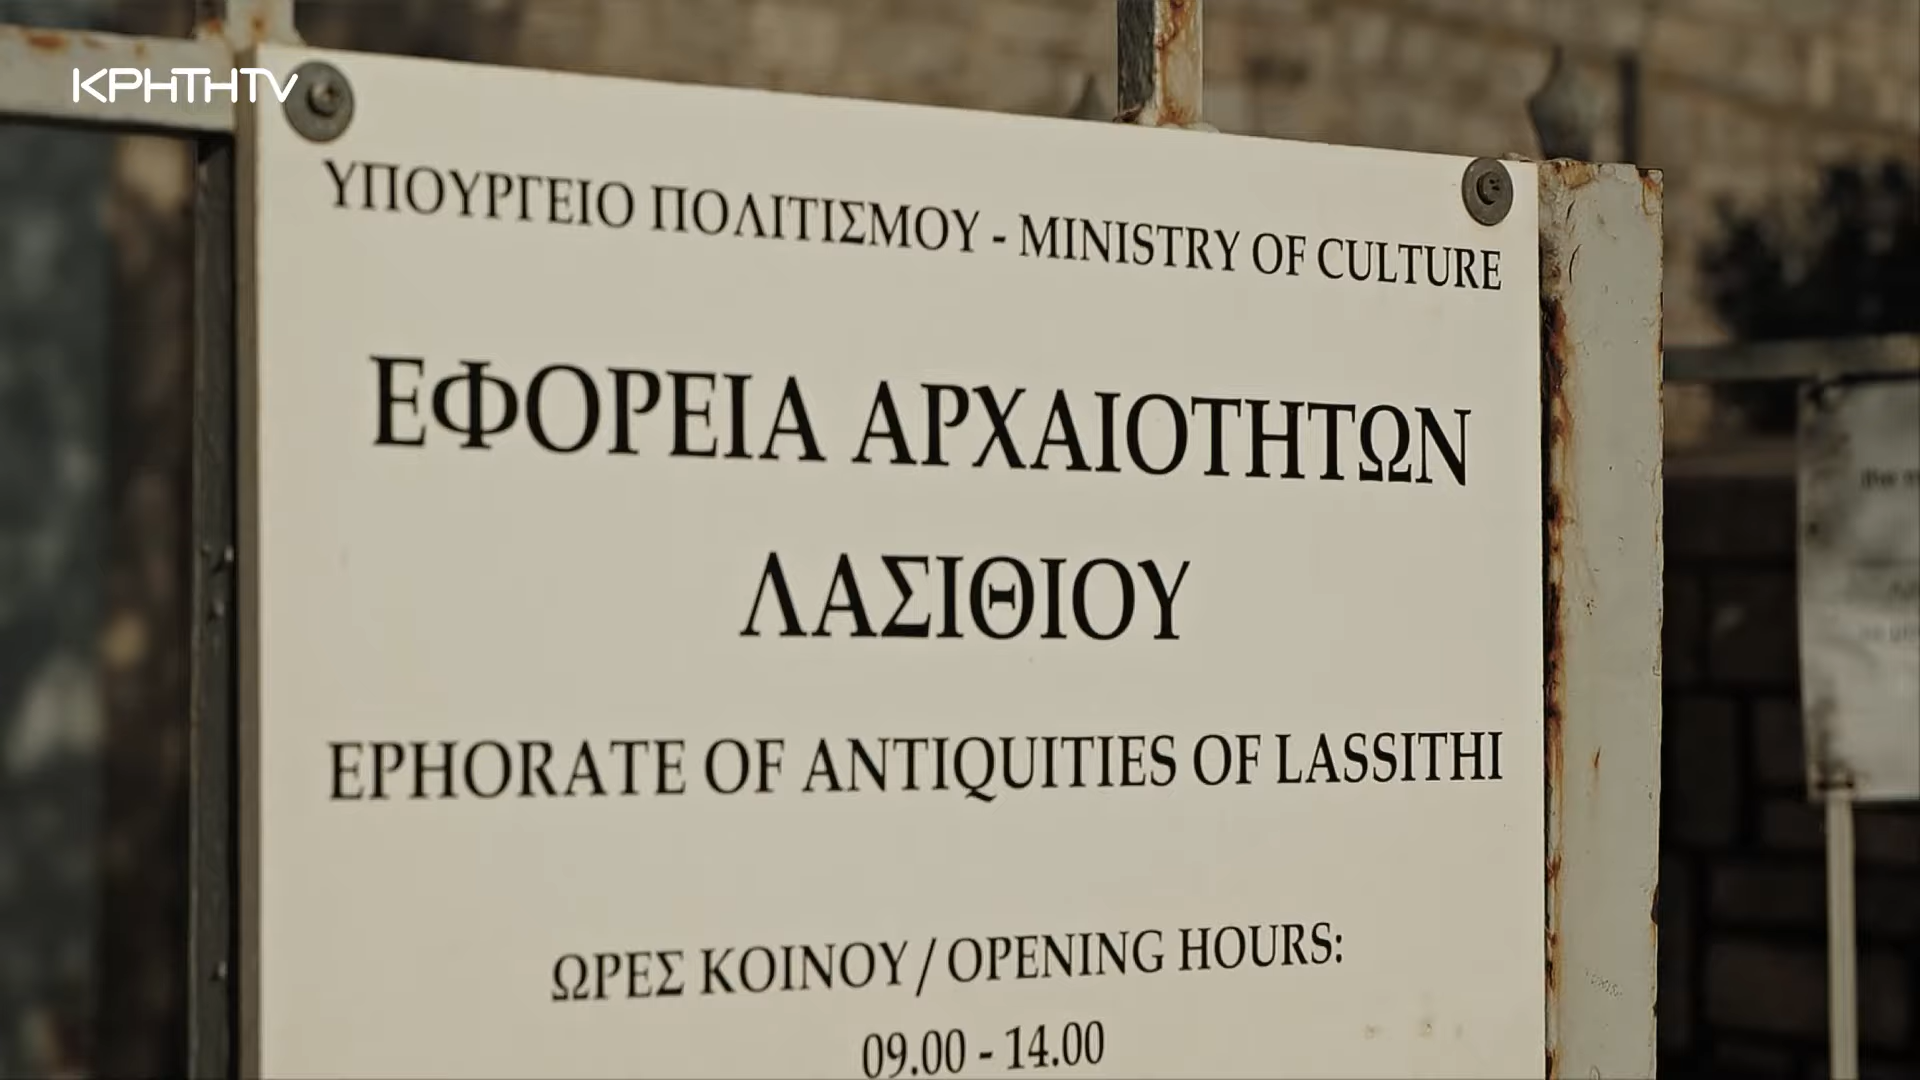 ΚΡΗΤΗTV
ΥΠΟΥΡΓΕΙΟ ΠΟΛΙΤΙΣΜΟΥ - MINISTRY OF CULTURE
ΕΦΟΡΕΙΑ ΑΡΧΑΙΟΤΗΤΩΝ
ΛΑΣΙΘΙΟΥ
EPHORATE OF ANTIQUITIES OF LASSITHI
ΩΡΕΣ ΚΟΙΝΟΥ / OPENING HOURS:
09.00 - 14.00